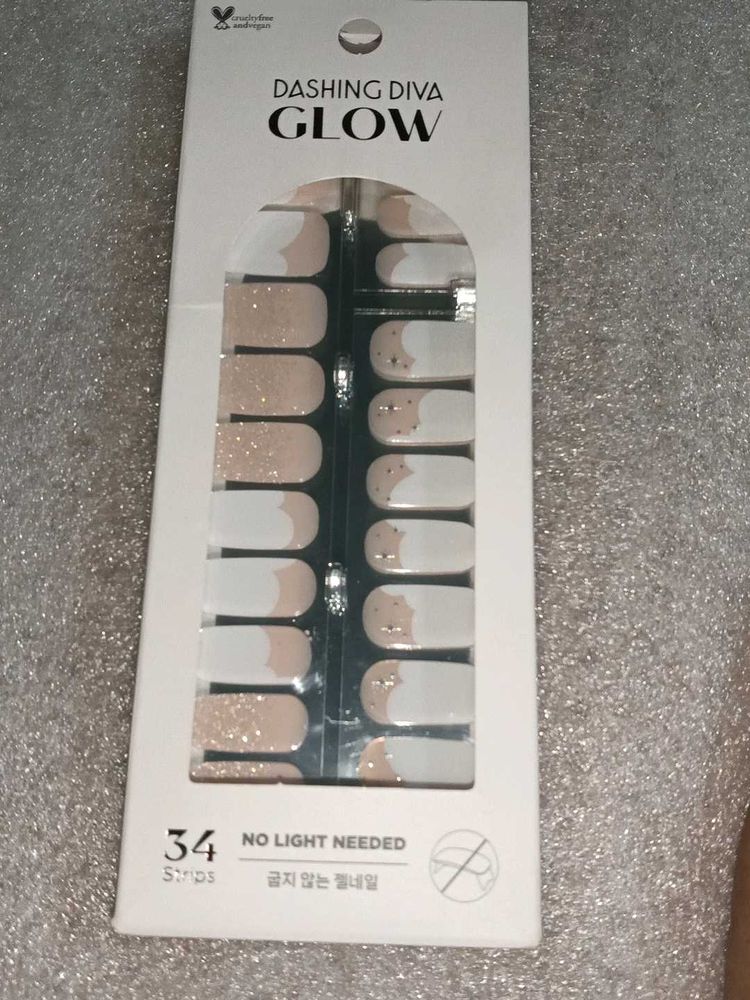 crueltyfree
andvegan
DASHING DIVA
GLOW
34
Strips
NO LIGHT NEEDED
굽지 않는 젤네일